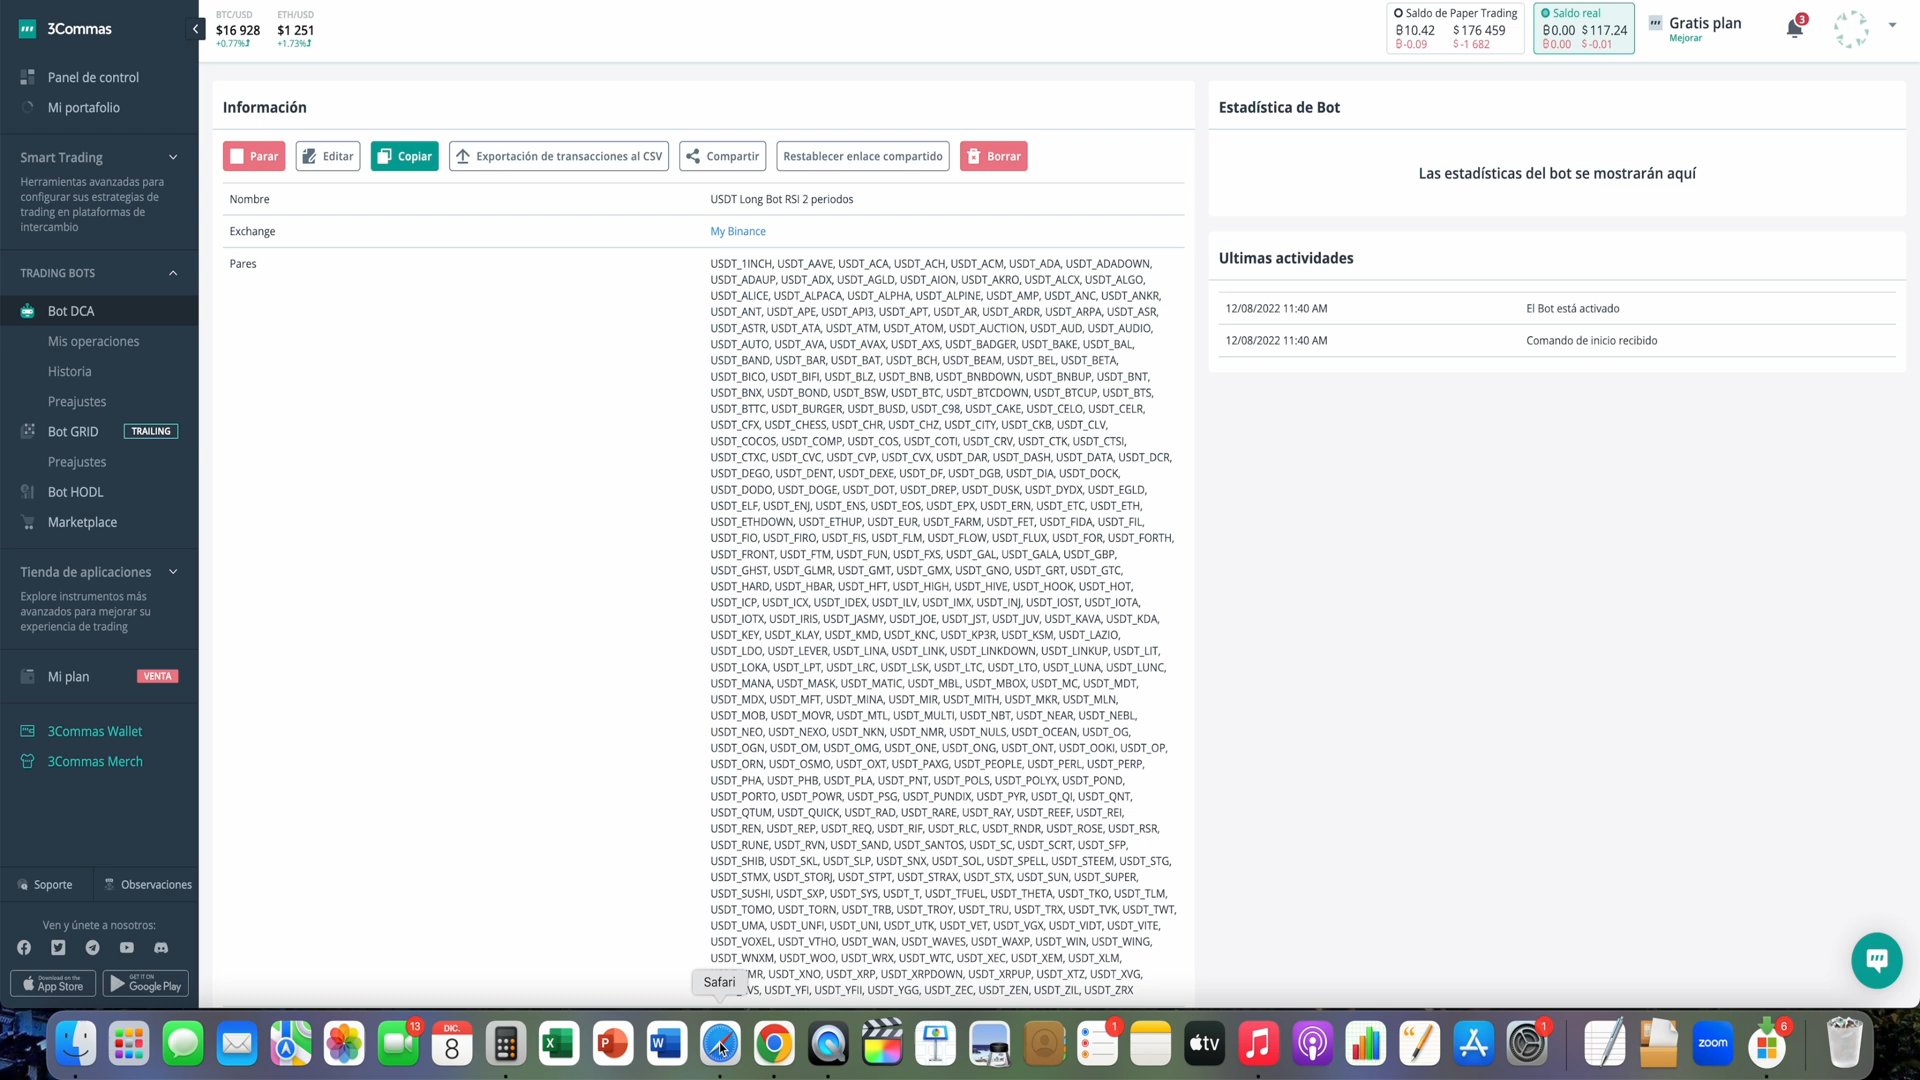 3Commas
BTC/USD
$16 928
+0.77%
ETH/USD
$1 251
+1.73%
Saldo de Paper Trading
₿10.42 $176 459
₿-0.09 $-1 682
Saldo real
₿0.00 $117.24
₿0.00 $-0.01
Gratis plan
Mejorar
3
Panel de control
Mi portafolio
Smart Trading
Herramientas avanzadas para
configurar sus estrategias de
trading en plataformas de
intercambio
TRADING BOTS
Bot DCA
Mis operaciones
Historia
Preajustes
Bot GRID TRAILING
Preajustes
Bot HODL
Marketplace
Tienda de aplicaciones
Explore instrumentos más
avanzados para mejorar su
experiencia de trading
Mi plan VENTA
3Commas Wallet
3Commas Merch
Soporte Observaciones
Ven y únete a nosotros:
Download on the
App Store
GET IT ON
Google Play
Información
Parar Editar Copiar Exportación de transacciones al CSV Compartir Restablecer enlace compartido Borrar
Nombre USDT Long Bot RSI 2 periodos
Exchange My Binance
Pares
USDT_1INCH, USDT_AAVE, USDT_ACA, USDT_ACH, USDT_ACM, USDT_ADA, USDT_ADADOWN,
USDT_ADAUP, USDT_ADX, USDT_AGLD, USDT_AION, USDT_AKRO, USDT_ALCX, USDT_ALGO,
USDT_ALICE, USDT_ALPACA, USDT_ALPHA, USDT_ALPINE, USDT_AMP, USDT_ANC, USDT_ANKR,
USDT_ANT, USDT_APE, USDT_API3, USDT_APT, USDT_AR, USDT_ARDR, USDT_ARPA, USDT_ASR,
USDT_ASTR, USDT_ATA, USDT_ATM, USDT_ATOM, USDT_AUCTION, USDT_AUD, USDT_AUDIO,
USDT_AUTO, USDT_AVA, USDT_AVAX, USDT_AXS, USDT_BADGER, USDT_BAKE, USDT_BAL,
USDT_BAND, USDT_BAR, USDT_BAT, USDT_BCH, USDT_BEAM, USDT_BEL, USDT_BETA,
USDT_BICO, USDT_BIFI, USDT_BLZ, USDT_BNB, USDT_BNBDOWN, USDT_BNBUP, USDT_BNT,
USDT_BNX, USDT_BOND, USDT_BSW, USDT_BTC, USDT_BTCDOWN, USDT_BTCUP, USDT_BTS,
USDT_BTTC, USDT_BURGER, USDT_BUSD, USDT_C98, USDT_CAKE, USDT_CELO, USDT_CELR,
USDT_CFX, USDT_CHESS, USDT_CHR, USDT_CHZ, USDT_CITY, USDT_CKB, USDT_CLV,
USDT_COCOS, USDT_COMP, USDT_COS, USDT_COTI, USDT_CRV, USDT_CTK, USDT_CTSI,
USDT_CTXC, USDT_CVC, USDT_CVP, USDT_CVX, USDT_DAR, USDT_DASH, USDT_DATA, USDT_DCR,
USDT_DEGO, USDT_DENT, USDT_DEXE, USDT_DF, USDT_DGB, USDT_DIA, USDT_DOCK,
USDT_DODO, USDT_DOGE, USDT_DOT, USDT_DREP, USDT_DUSK, USDT_DYDX, USDT_EGLD,
USDT_ELF, USDT_ENJ, USDT_ENS, USDT_EOS, USDT_EPX, USDT_ERN, USDT_ETC, USDT_ETH,
USDT_ETHDOWN, USDT_ETHUP, USDT_EUR, USDT_FARM, USDT_FET, USDT_FIDA, USDT_FIL,
USDT_FIO, USDT_FIRO, USDT_FIS, USDT_FLM, USDT_FLOW, USDT_FLUX, USDT_FOR, USDT_FORTH,
USDT_FRONT, USDT_FTM, USDT_FUN, USDT_FXS, USDT_GAL, USDT_GALA, USDT_GBP,
USDT_GHST, USDT_GLMR, USDT_GMT, USDT_GMX, USDT_GNO, USDT_GRT, USDT_GTC,
USDT_HARD, USDT_HBAR, USDT_HFT, USDT_HIGH, USDT_HIVE, USDT_HOOK, USDT_HOT,
USDT_ICP, USDT_ICX, USDT_IDEX, USDT_ILV, USDT_IMX, USDT_INJ, USDT_IOST, USDT_IOTA,
USDT_IOTX, USDT_IRIS, USDT_JASMY, USDT_JOE, USDT_JST, USDT_JUV, USDT_KAVA, USDT_KDA,
USDT_KEY, USDT_KLAY, USDT_KMD, USDT_KNC, USDT_KP3R, USDT_KSM, USDT_LAZIO,
USDT_LDO, USDT_LEVER, USDT_LINA, USDT_LINK, USDT_LINKDOWN, USDT_LINKUP, USDT_LIT,
USDT_LOKA, USDT_LPT, USDT_LRC, USDT_LSK, USDT_LTC, USDT_LTO, USDT_LUNA, USDT_LUNC,
USDT_MANA, USDT_MASK, USDT_MATIC, USDT_MBL, USDT_MBOX, USDT_MC, USDT_MDT,
USDT_MDX, USDT_MFT, USDT_MINA, USDT_MIR, USDT_MITH, USDT_MKR, USDT_MLN,
USDT_MOB, USDT_MOVR, USDT_MTL, USDT_MULTI, USDT_NBT, USDT_NEAR, USDT_NEBL,
USDT_NEO, USDT_NEXO, USDT_NKN, USDT_NMR, USDT_NULS, USDT_OCEAN, USDT_OG,
USDT_OGN, USDT_OM, USDT_OMG, USDT_ONE, USDT_ONG, USDT_ONT, USDT_OOKI, USDT_OP,
USDT_ORN, USDT_OSMO, USDT_OXT, USDT_PAXG, USDT_PEOPLE, USDT_PERL, USDT_PERP,
USDT_PHA, USDT_PHB, USDT_PLA, USDT_PNT, USDT_POLS, USDT_POLYX, USDT_POND,
USDT_PORTO, USDT_POWR, USDT_PSG, USDT_PUNDIX, USDT_PYR, USDT_QI, USDT_QNT,
USDT_QTUM, USDT_QUICK, USDT_RAD, USDT_RARE, USDT_RAY, USDT_REEF, USDT_REI,
USDT_REN, USDT_REP, USDT_REQ, USDT_RIF, USDT_RLC, USDT_RNDR, USDT_ROSE, USDT_RSR,
USDT_RUNE, USDT_RVN, USDT_SAND, USDT_SANTOS, USDT_SC, USDT_SCRT, USDT_SFP,
USDT_SHIB, USDT_SKL, USDT_SLP, USDT_SNX, USDT_SOL, USDT_SPELL, USDT_STEEM, USDT_STG,
USDT_STMX, USDT_STORJ, USDT_STPT, USDT_STRAX, USDT_STX, USDT_SUN, USDT_SUPER,
USDT_SUSHI, USDT_SXP, USDT_SYS, USDT_T, USDT_TFUEL, USDT_THETA, USDT_TKO, USDT_TLM,
USDT_TOMO, USDT_TORN, USDT_TRB, USDT_TROY, USDT_TRU, USDT_TRX, USDT_TVK, USDT_TWT,
USDT_UMA, USDT_UNFI, USDT_UNI, USDT_UTK, USDT_VET, USDT_VGX, USDT_VIDT, USDT_VITE,
USDT_VOXEL, USDT_VTHO, USDT_WAN, USDT_WAVES, USDT_WAXP, USDT_WIN, USDT_WING,
USDT_WNXM, USDT_WOO, USDT_WRX, USDT_WTC, USDT_XEC, USDT_XEM, USDT_XLM,
MR, USDT_XNO, USDT_XRP, USDT_XRPDOWN, USDT_XRPUP, USDT_XTZ, USDT_XVG,
VS, USDT_YFI, USDT_YFII, USDT_YGG, USDT_ZEC, USDT_ZEN, USDT_ZIL, USDT_ZRX
Safari
Estadística de Bot
Las estadísticas del bot se mostrarán aquí
Ultimas actividades
12/08/2022 11:40 AM El Bot está activado
12/08/2022 11:40 AM Comando de inicio recibido
13
DIC.
8
X
P
W
1
tv
1
zoom
6